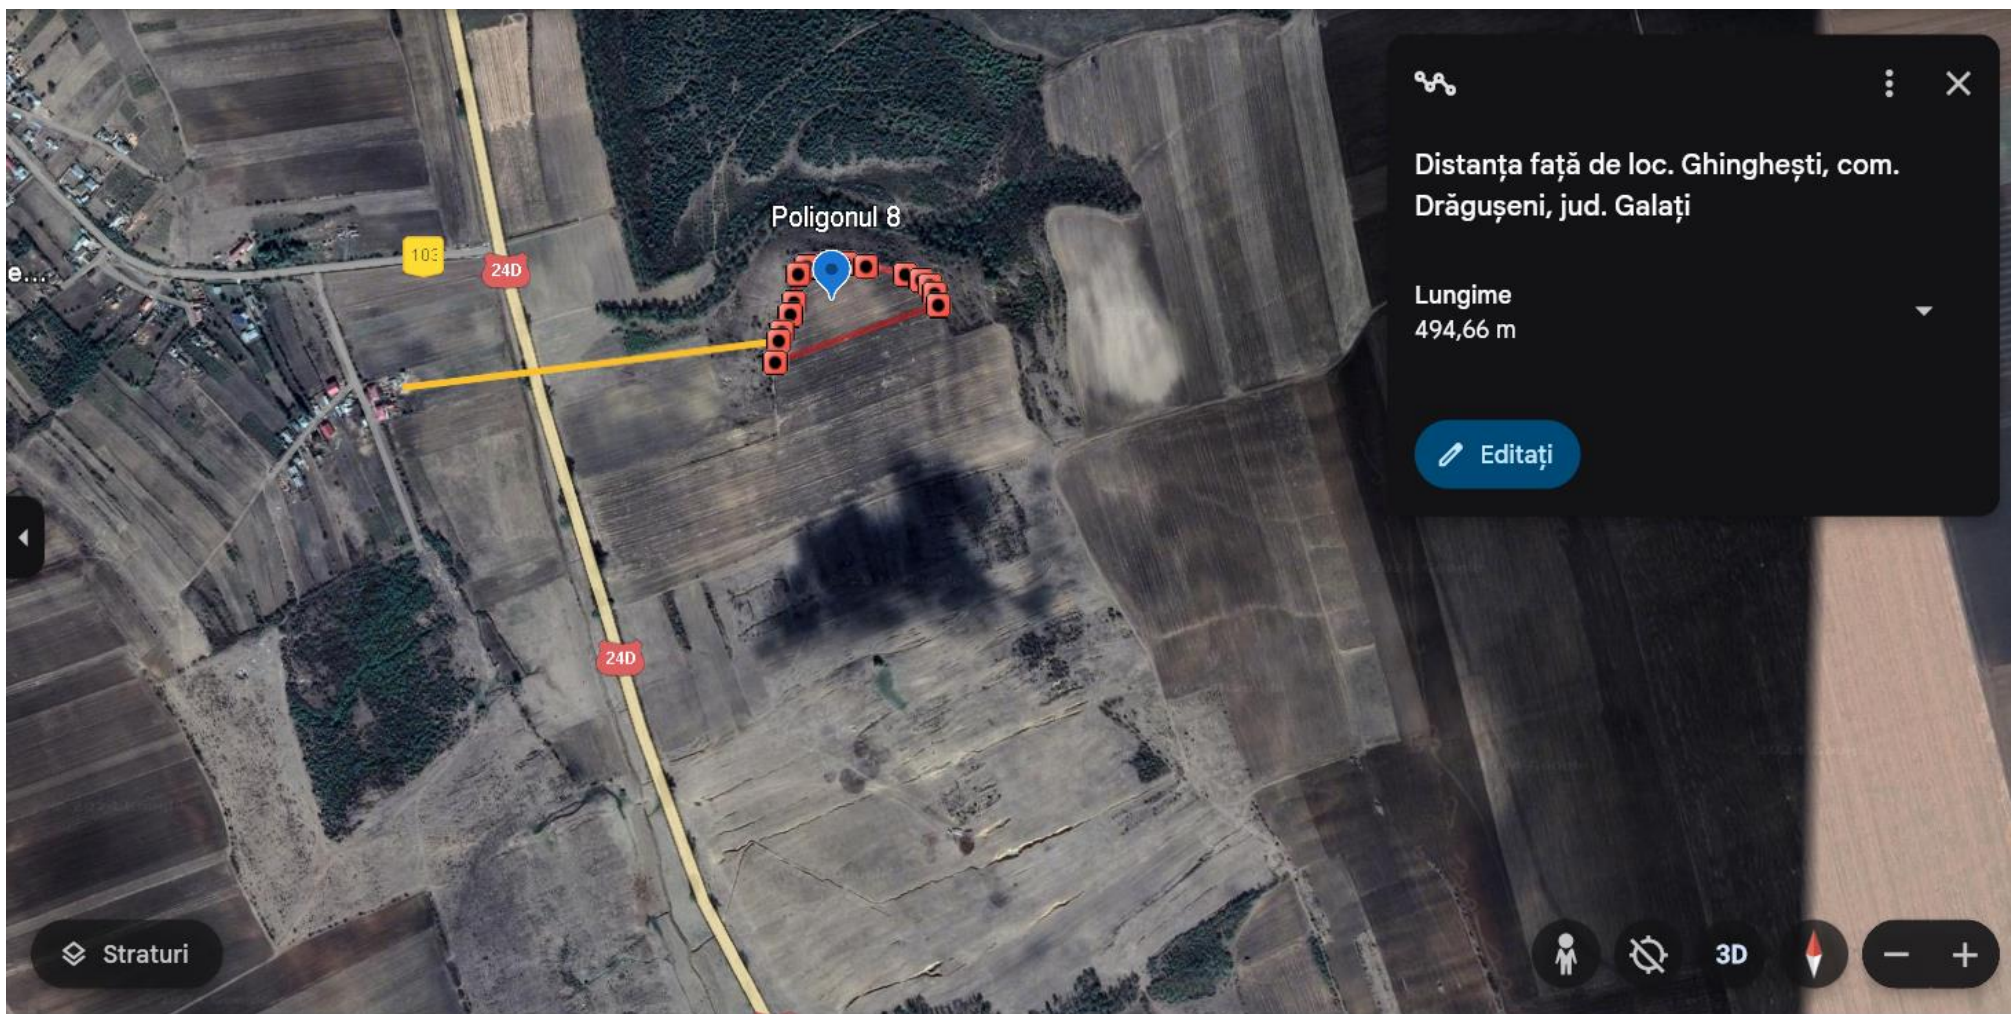 Distanța față de loc. Ghinghești, com.
Drăgușeni, jud. Galați
Lungime
494,66 m
Editați
Poligonul 8
103
24D
e...
24D
Straturi
3D